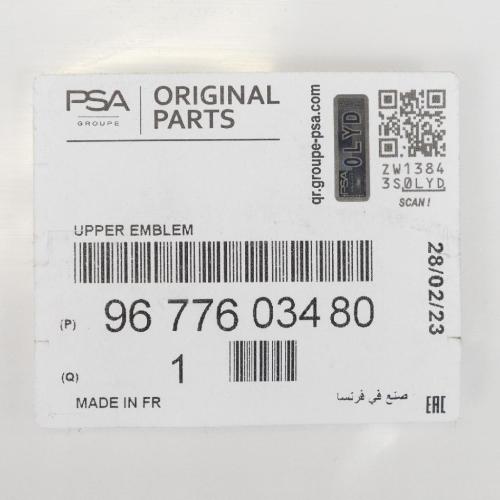 PSA
GROUPE
ORIGINAL
PARTS
qr.groupe-psa.com
PSA
0LYD
ZW1384
3S0LYD
SCAN!
UPPER EMBLEM
28/02/23
(P) 96 776 034 80
(Q) 1
MADE IN FR
صنع في فرنسا
EAC